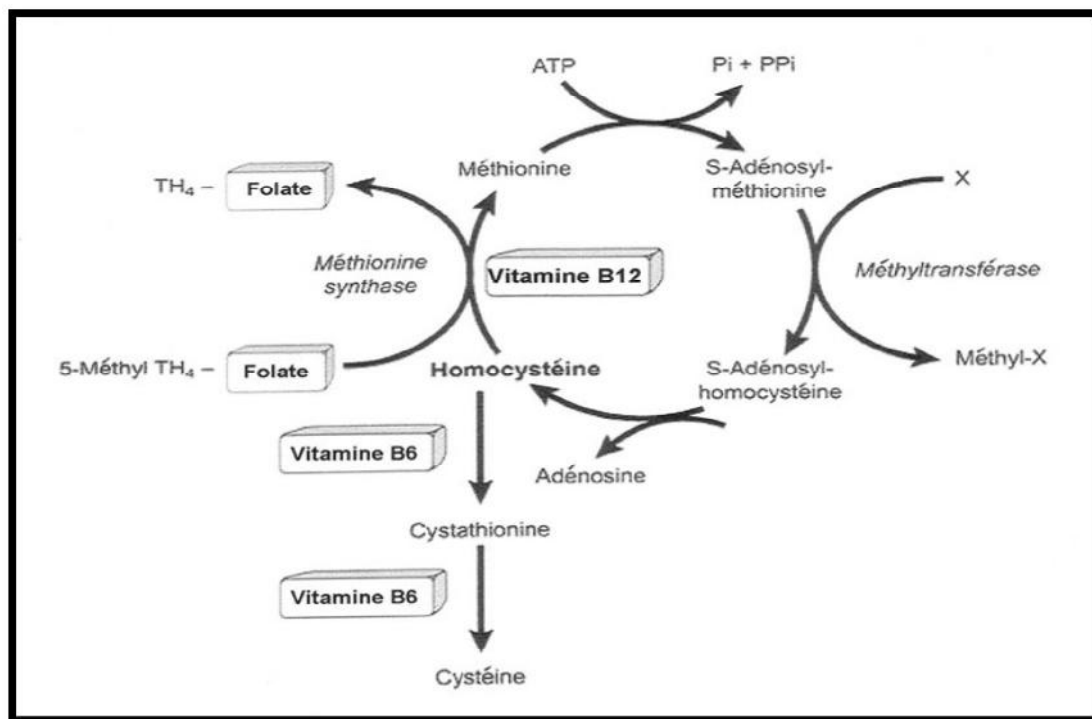 ATP
Pi + PPi
Méthionine
S-Adénosyl-
méthionine
X
TH₄ – Folate
Méthionine
synthase
Vitamine B12
Méthyltransférase
5-Méthyl TH₄ – Folate
Homocystéine
S-Adénosyl-
homocystéine
Méthyl-X
Vitamine B6
Adénosine
Cystathionine
Vitamine B6
Cystéine